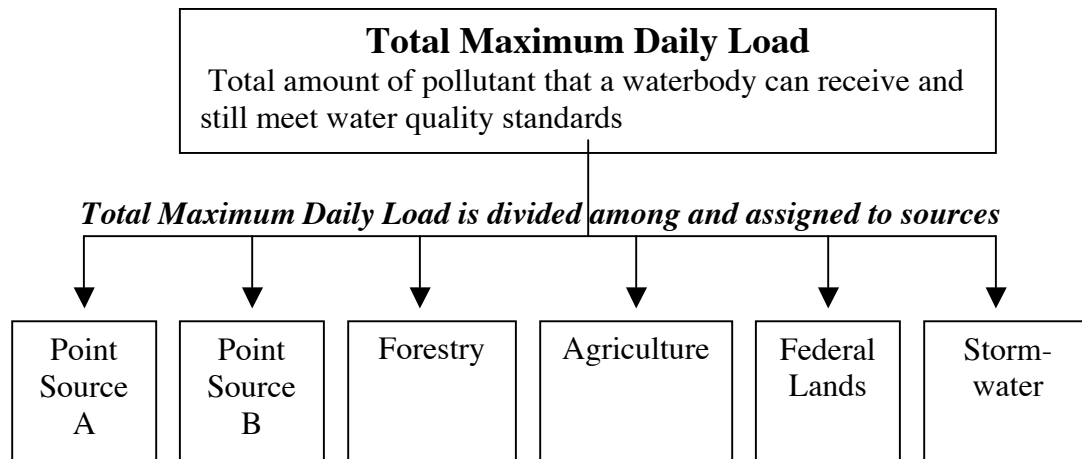 Total Maximum Daily Load
Total amount of pollutant that a waterbody can receive and
still meet water quality standards
Total Maximum Daily Load is divided among and assigned to sources
Point
Source
A
Point
Source
B
Forestry
Agriculture
Federal
Lands
Storm-
water